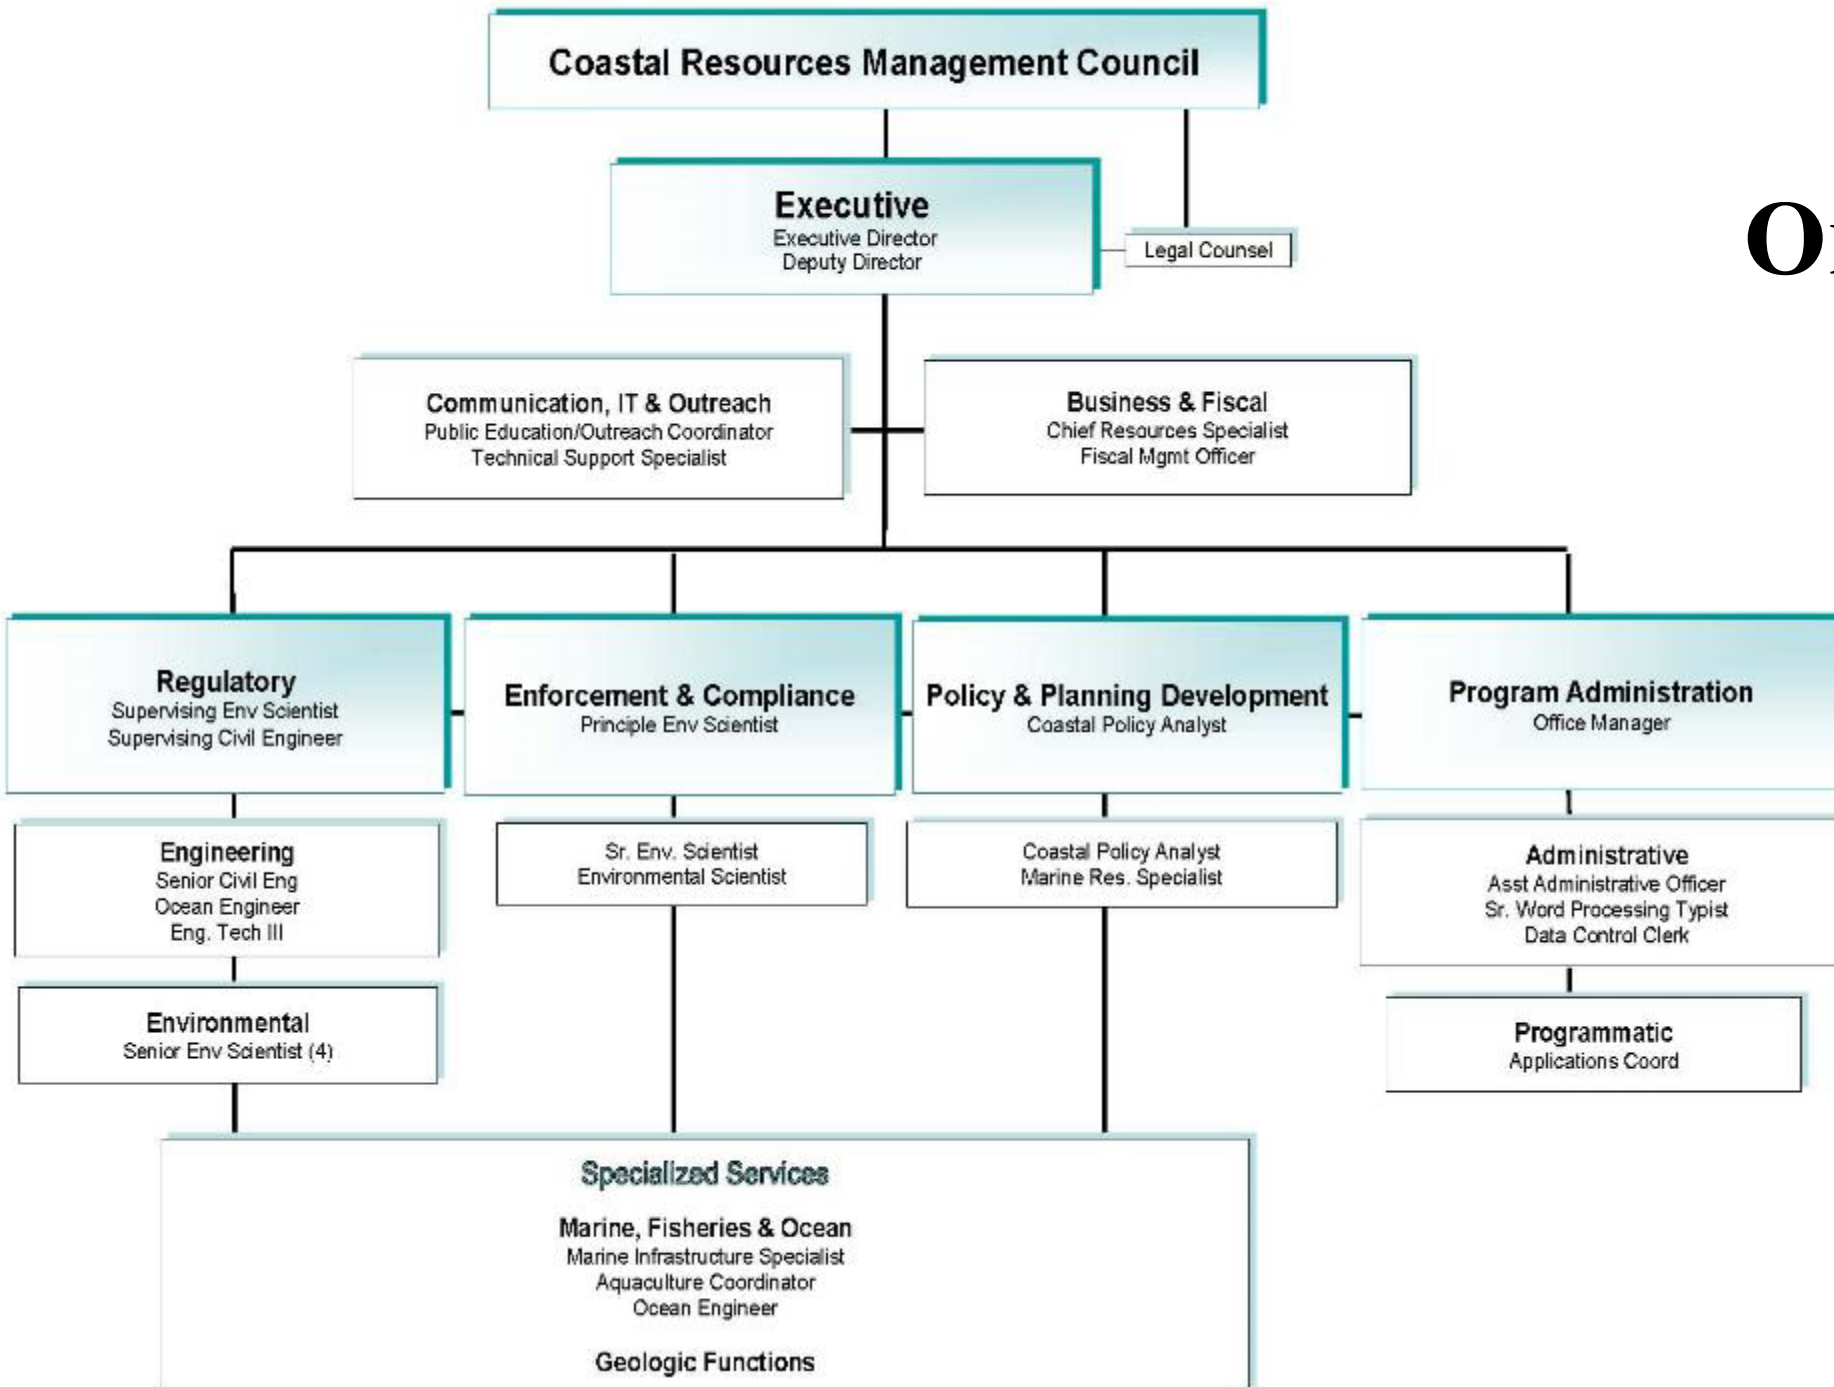 Coastal Resources Management Council
Executive
Executive Director
Deputy Director
Legal Counsel
Communication, IT & Outreach
Public Education/Outreach Coordinator
Technical Support Specialist
Business & Fiscal
Chief Resources Specialist
Fiscal Mgmt Officer
Regulatory
Supervising Env Scientist
Supervising Civil Engineer
Enforcement & Compliance
Principle Env Scientist
Policy & Planning Development
Coastal Policy Analyst
Program Administration
Office Manager
Engineering
Senior Civil Eng
Ocean Engineer
Eng. Tech III
Sr. Env. Scientist
Environmental Scientist
Coastal Policy Analyst
Marine Res. Specialist
Administrative
Asst Administrative Officer
Sr. Word Processing Typist
Data Control Clerk
Environmental
Senior Env Scientist (4)
Programmatic
Applications Coord
Specialized Services
Marine, Fisheries & Ocean
Marine Infrastructure Specialist
Aquaculture Coordinator
Ocean Engineer
Geologic Functions